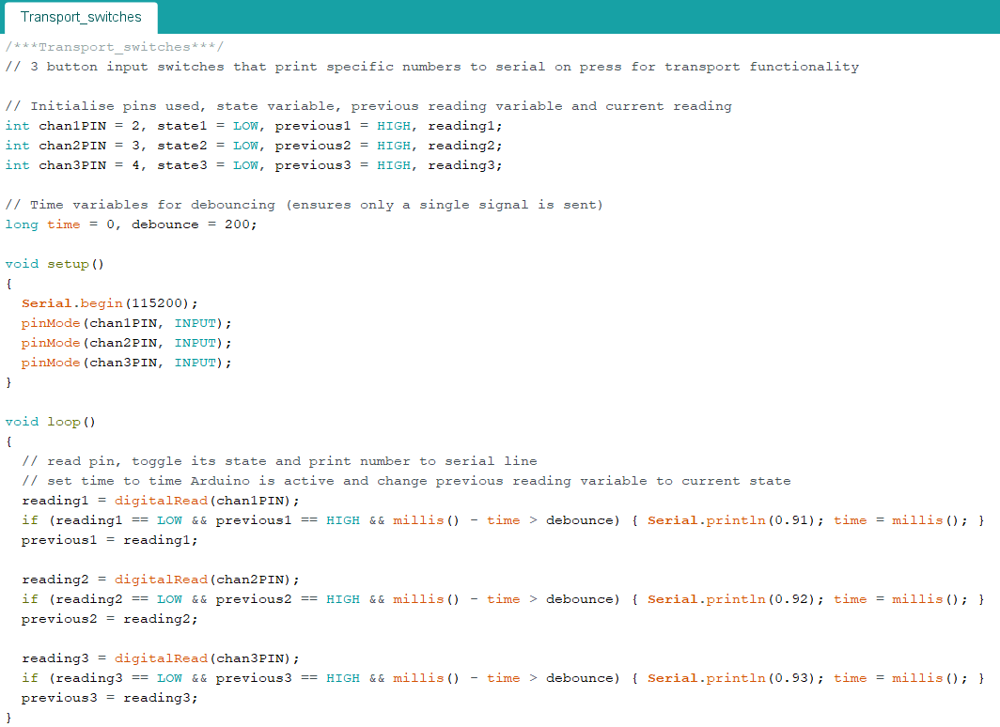 Transport_switches
/***Transport_switches***/
// 3 button input switches that print specific numbers to serial on press for transport functionality
// Initialise pins used, state variable, previous reading variable and current reading
int chan1PIN = 2, state1 = LOW, previous1 = HIGH, reading1;
int chan2PIN = 3, state2 = LOW, previous2 = HIGH, reading2;
int chan3PIN = 4, state3 = LOW, previous3 = HIGH, reading3;
// Time variables for debouncing (ensures only a single signal is sent)
long time = 0, debounce = 200;
void setup()
{
Serial.begin(115200);
pinMode(chan1PIN, INPUT);
pinMode(chan2PIN, INPUT);
pinMode(chan3PIN, INPUT);
}
void loop()
{
// read pin, toggle its state and print number to serial line
// set time to time Arduino is active and change previous reading variable to current state
reading1 = digitalRead(chan1PIN);
if (reading1 == LOW && previous1 == HIGH && millis() - time > debounce) { Serial.println(0.91); time = millis(); }
previous1 = reading1;
reading2 = digitalRead(chan2PIN);
if (reading2 == LOW && previous2 == HIGH && millis() - time > debounce) { Serial.println(0.92); time = millis(); }
previous2 = reading2;
reading3 = digitalRead(chan3PIN);
if (reading3 == LOW && previous3 == HIGH && millis() - time > debounce) { Serial.println(0.93); time = millis(); }
previous3 = reading3;
}